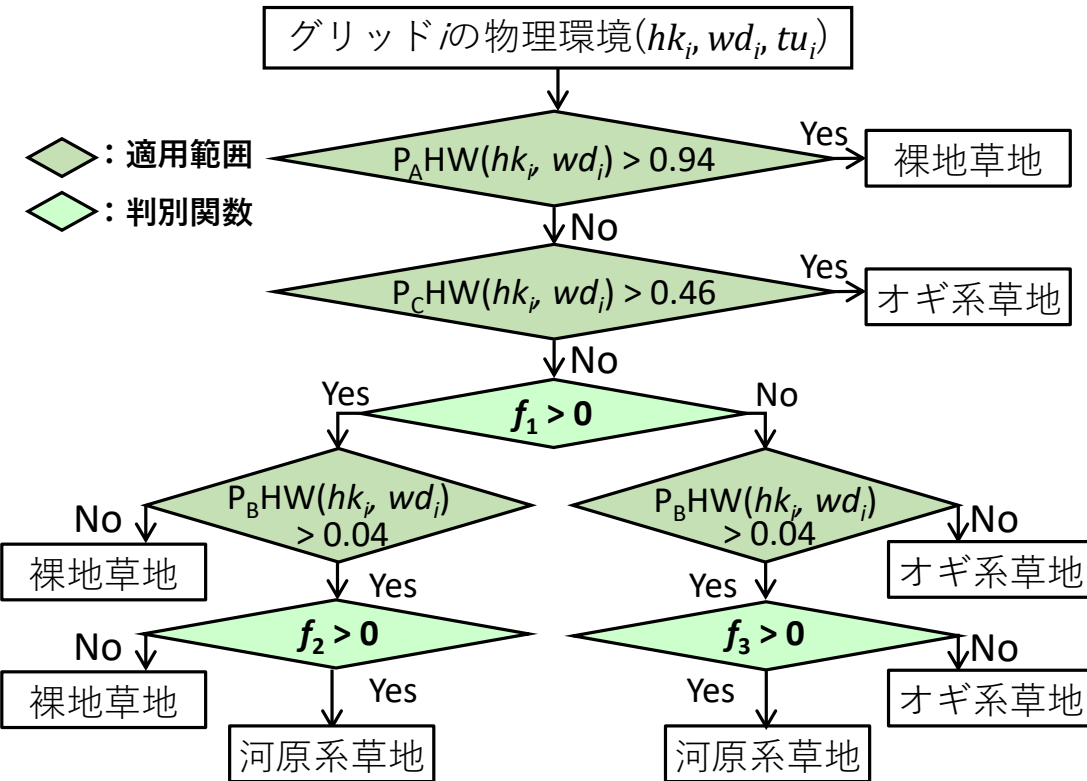 グリッドiの物理環境(hki, wdi, tui)
:適用範囲
:判別関数
PAHW(hki, wdi) > 0.94
Yes
裸地草地
No
PCHW(hki, wdi) > 0.46
Yes
オギ系草地
No
Yes
f1 > 0
No
PBHW(hki, wdi)
> 0.04
No
裸地草地
Yes
PBHW(hki, wdi)
> 0.04
No
オギ系草地
Yes
f2 > 0
No
裸地草地
Yes
河原系草地
f3 > 0
No
オギ系草地
Yes
河原系草地